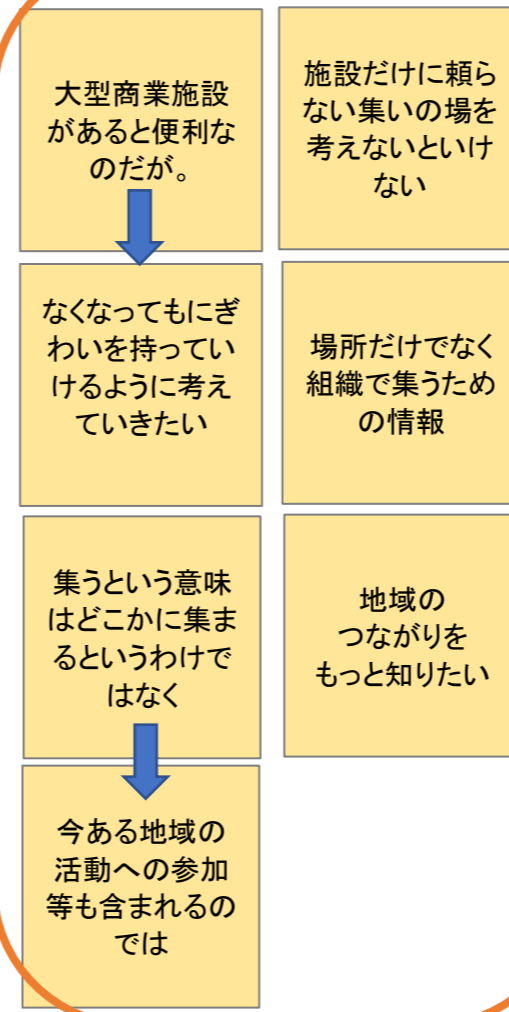 大型商業施設
があると便利な
のだが。
なくなってもにぎ
わいを持ってい
けるように考え
ていきたい
集うという意味
はどこかに集ま
るというわけで
はなく
今ある地域の
活動への参加
等も含まれるの
では
施設だけに頼ら
ない集いの場を
考えないといけ
ない
場所だけでなく
組織で集うため
の情報
地域の
つながりを
もっと知りたい